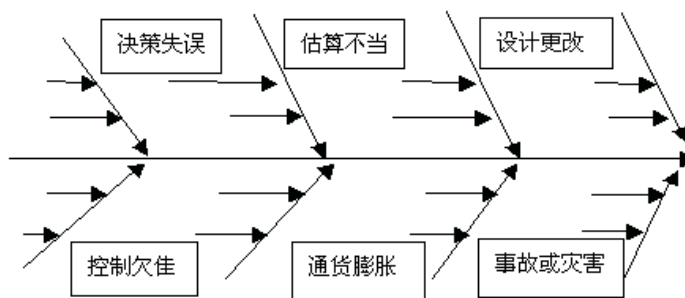 决策失误
估算不当
设计更改
控制欠佳
通货膨胀
事故或灾害